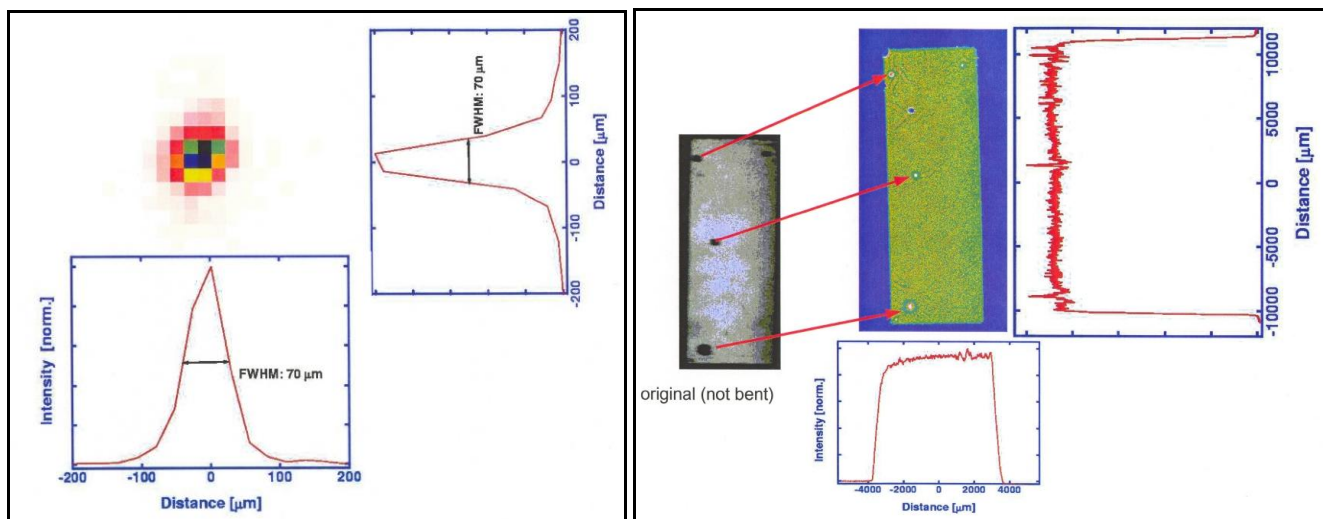 200
100
0
-100
-200
Distance [µm]
FWHM: 70 µm
Intensity [norm.]
FWHM: 70 µm
-200
-100
0
100
200
Distance [µm]
10000
5000
0
-5000
-10000
Distance [µm]
original (not bent)
Intensity [norm.]
-4000
-2000
0
2000
4000
Distance [µm]